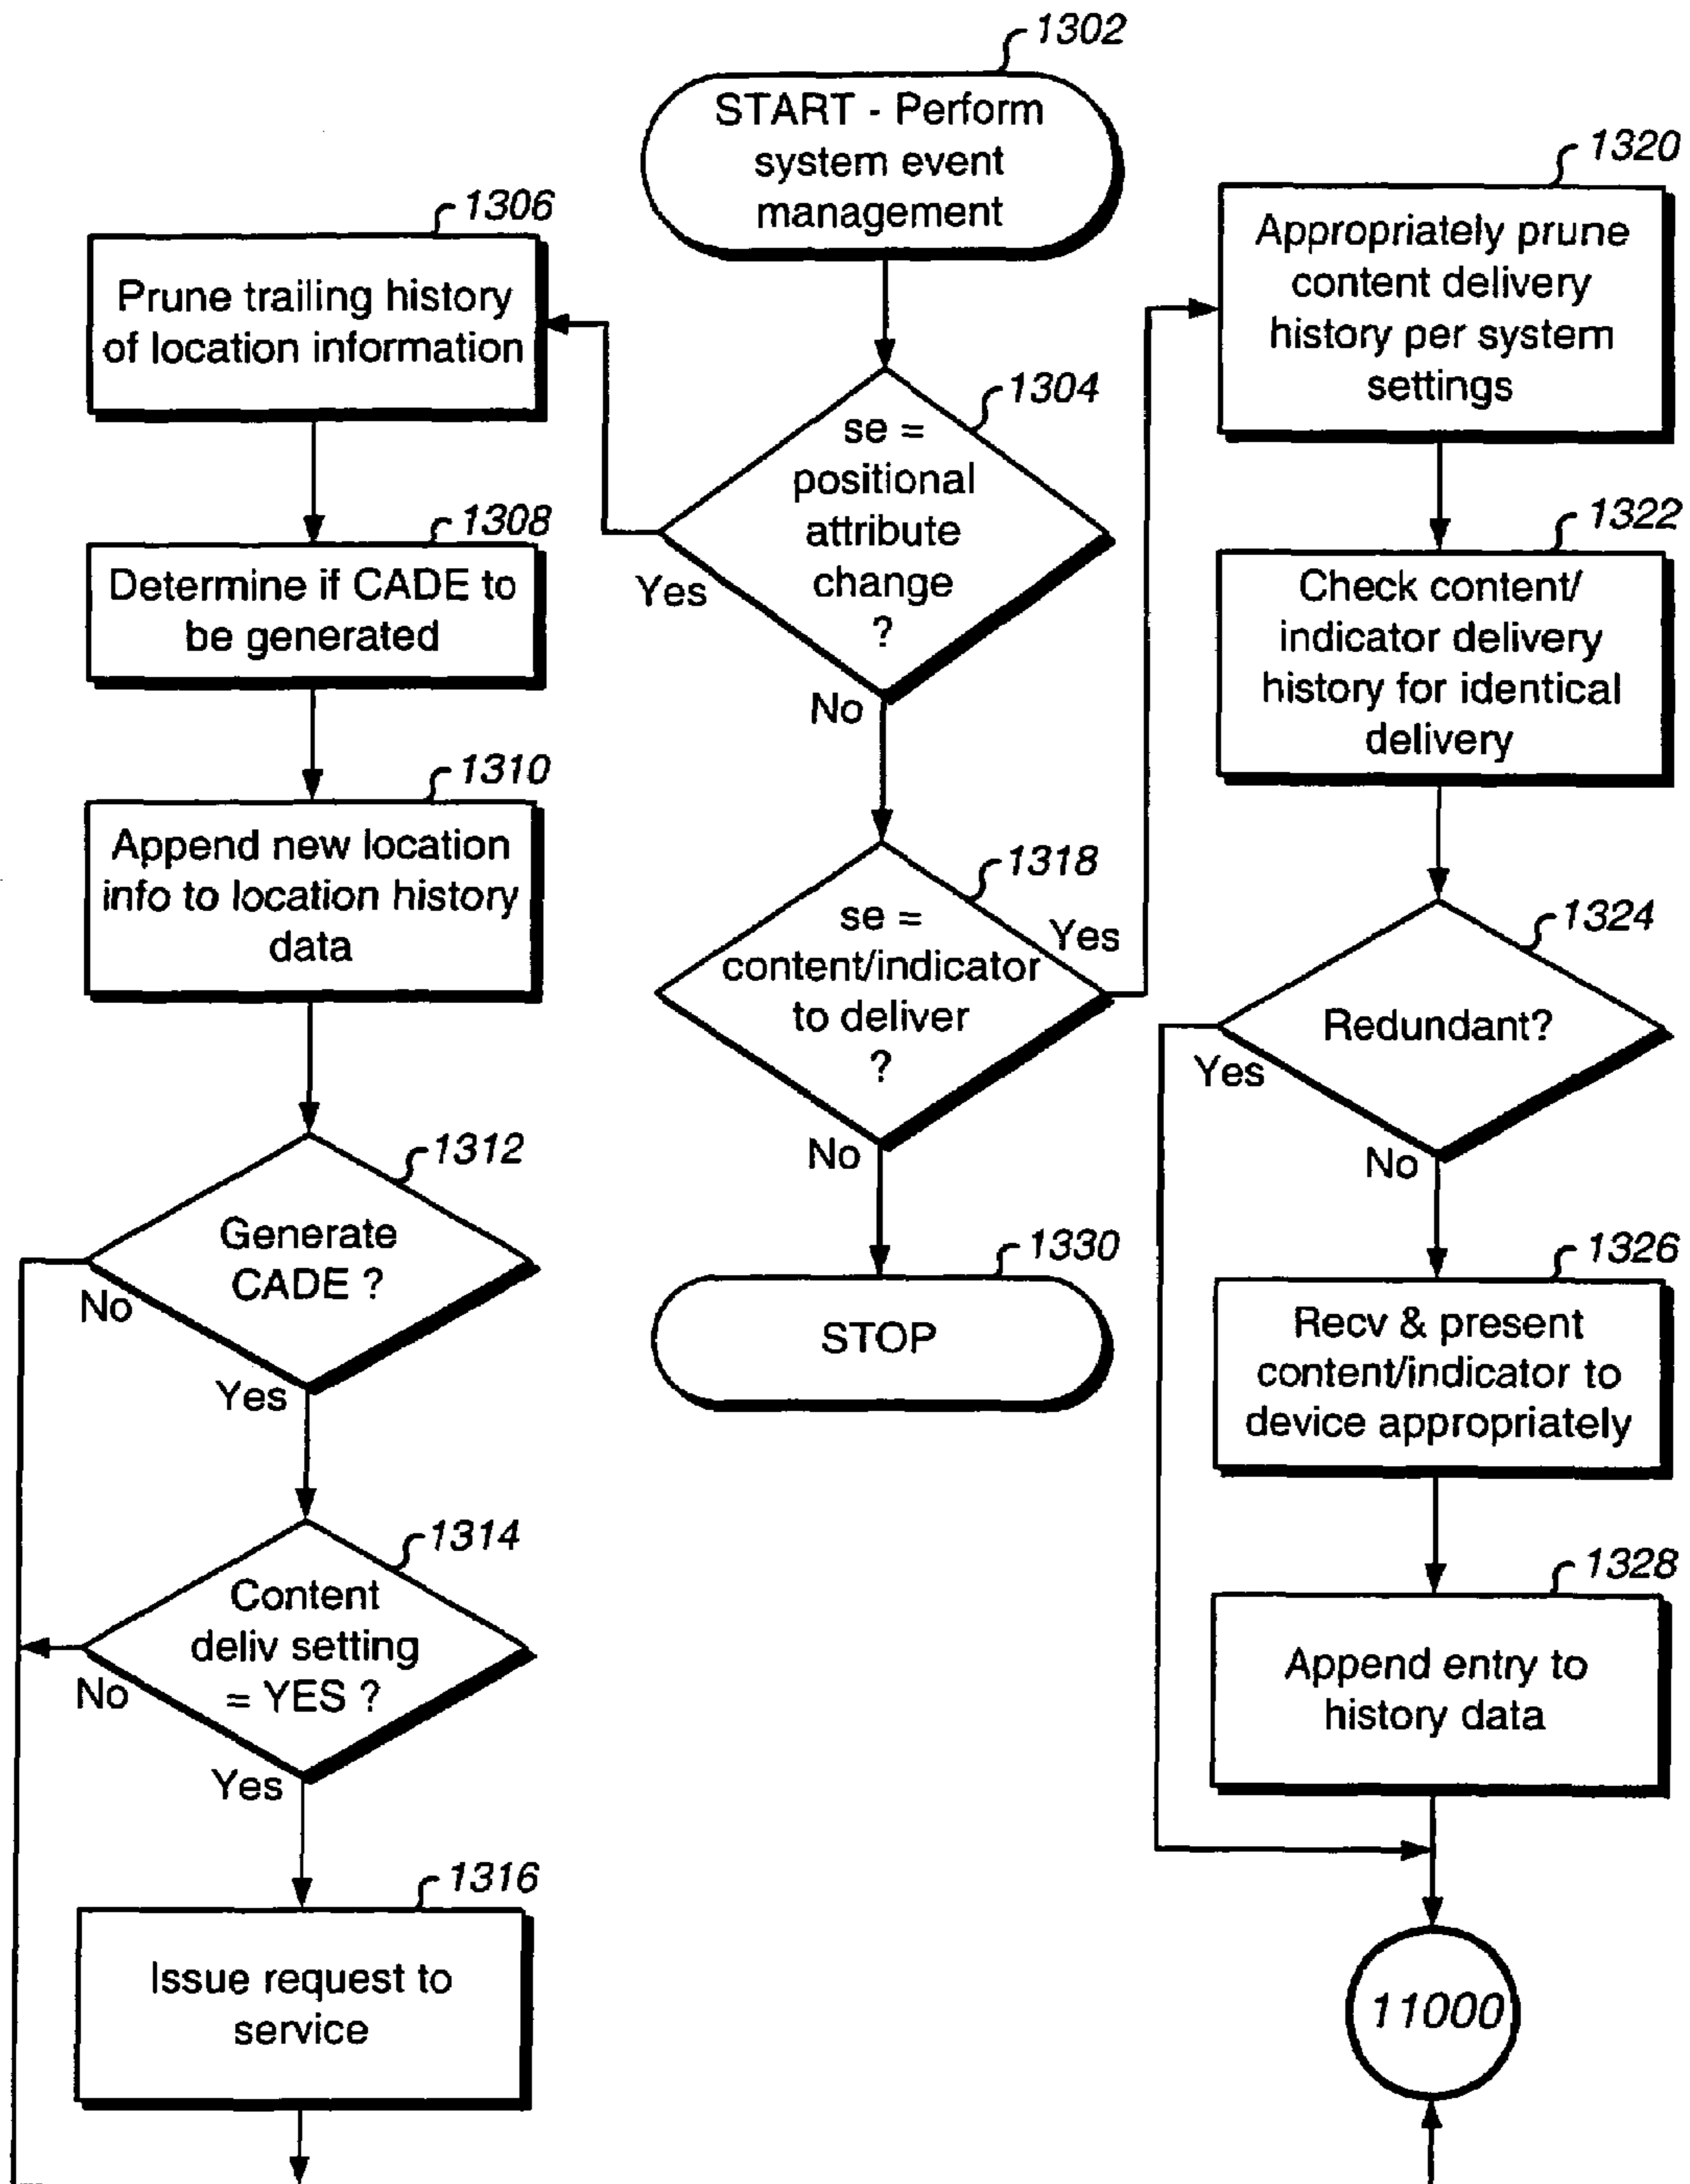 1302
START - Perform
system event
management
1304
se =
positional
attribute
change
?
Yes
No
1306
Prune trailing history
of location information
1308
Determine if CADE to
be generated
1310
Append new location
info to location history
data
1312
Generate
CADE ?
No
Yes
1314
Content
deliv setting
= YES ?
No
Yes
1316
Issue request to
service
1318
se =
content/indicator
to deliver
?
Yes
No
1330
STOP
1320
Appropriately prune
content delivery
history per system
settings
1322
Check content/
indicator delivery
history for identical
delivery
1324
Redundant?
Yes
No
1326
Recv & present
content/indicator to
device appropriately
1328
Append entry to
history data
11000